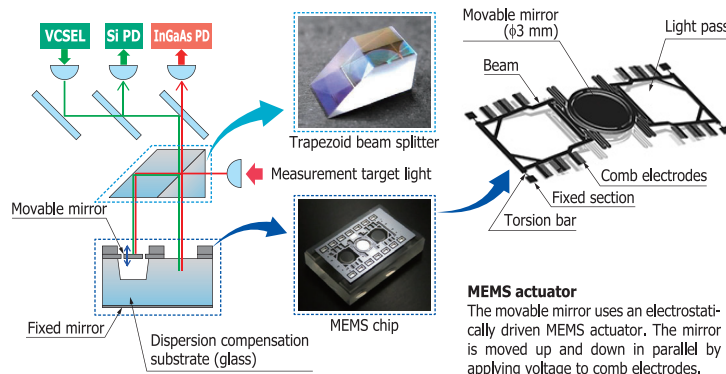 VCSEL
Si PD
InGaAs PD
Trapezoid beam splitter
Measurement target light
Movable mirror
Fixed mirror
Dispersion compensation
substrate (glass)
MEMS chip
Movable mirror
(ϕ3 mm)
Light pass
Beam
Comb electrodes
Fixed section
Torsion bar
MEMS actuator
The movable mirror uses an electrostati-
cally driven MEMS actuator. The mirror
is moved up and down in parallel by
applying voltage to comb electrodes.